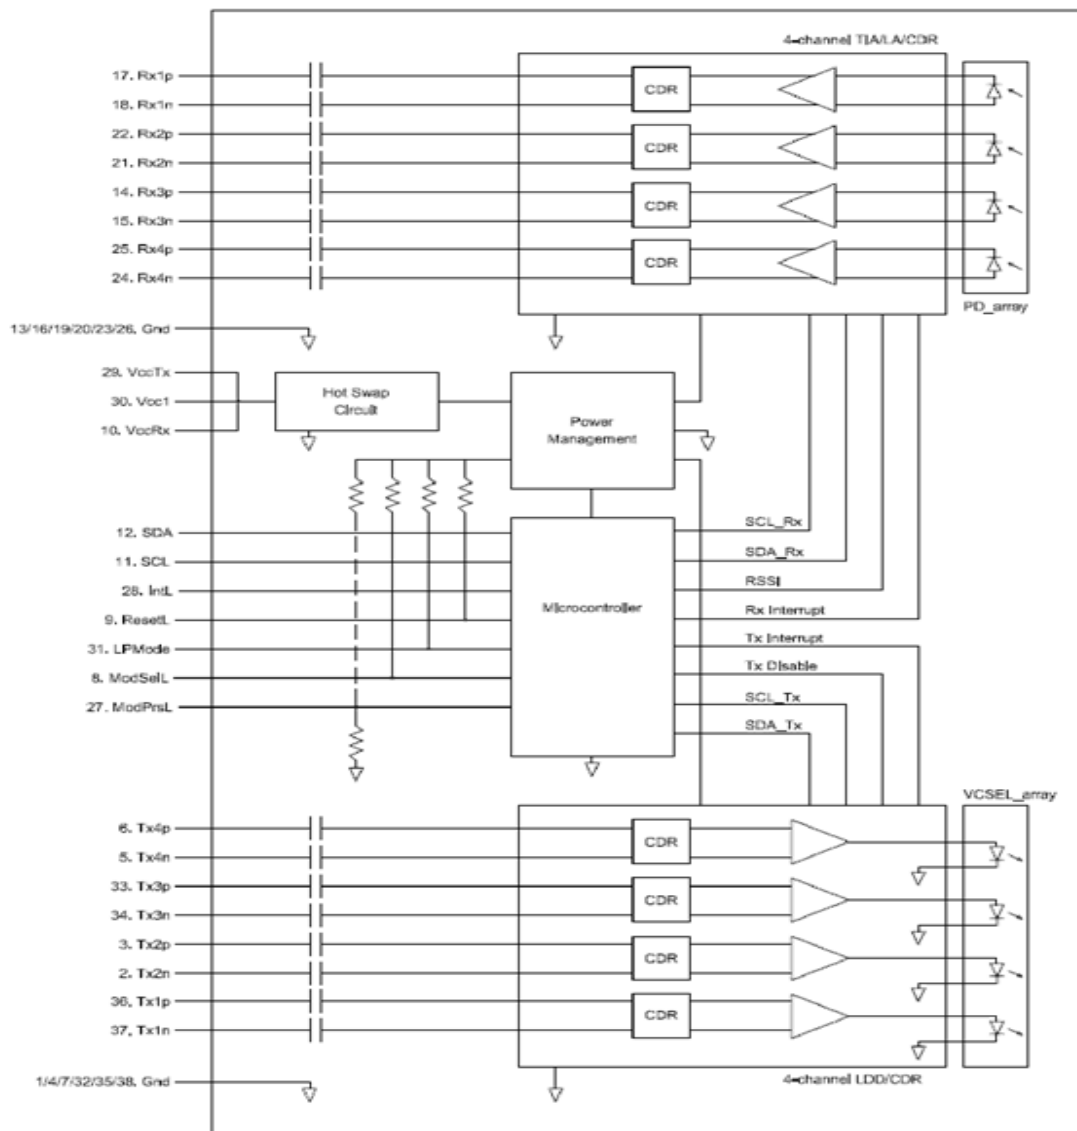 4-channel TIA/LA/CDR
17. Rx1p
18. Rx1n
22. Rx2p
21. Rx2n
14. Rx3p
15. Rx3n
25. Rx4p
24. Rx4n
CDR
CDR
CDR
CDR
PD_array
13/16/19/20/23/26. Gnd
29. VccTx
30. Vcc1
10. VccRx
Hot Swap
Circuit
Power
Management
12. SDA
11. SCL
28. IntL
9. ResetL
31. LPMode
8. ModSelL
27. ModPrsL
Microcontroller
SCL_Rx
SDA_Rx
RSSI
Rx Interrupt
Tx Interrupt
Tx Disable
SCL_Tx
SDA_Tx
VCSEL_array
6. Tx4p
5. Tx4n
33. Tx3p
34. Tx3n
3. Tx2p
2. Tx2n
36. Tx1p
37. Tx1n
CDR
CDR
CDR
CDR
4-channel LDD/CDR
1/4/7/32/35/38. Gnd